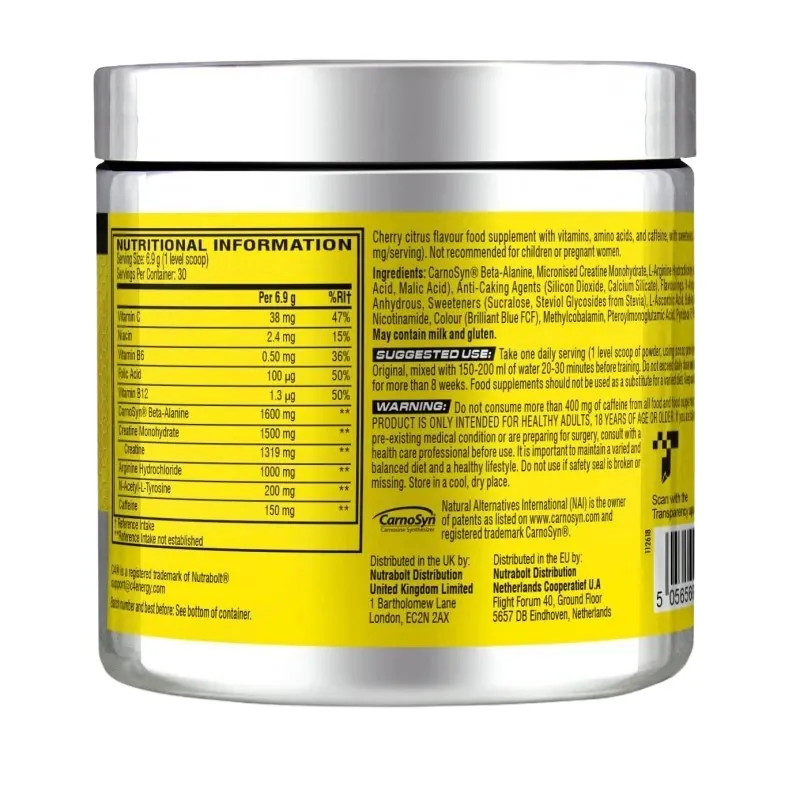 NUTRITIONAL INFORMATION
Serving Size: 6.9 g (1 level scoop)
Servings Per Container: 30
Per 6.9 g %RI†
Vitamin C 38 mg 47%
Niacin 2.4 mg 15%
Vitamin B6 0.50 mg 36%
Folic Acid 100 µg 50%
Vitamin B12 1.3 µg 50%
CarnoSyn® Beta-Alanine 1600 mg **
Creatine Monohydrate 1500 mg **
Creatine 1319 mg **
Arginine Hydrochloride 1000 mg **
N-Acetyl-L-Tyrosine 200 mg **
Caffeine 150 mg **
† Reference Intake
**Reference Intake not established
C4® is a registered trademark of Nutrabolt®
support@c4energy.com
Batch number and best before: See bottom of container.
Cherry citrus flavour food supplement with vitamins, amino acids, and caffeine, with
mg/serving). Not recommended for children or pregnant women.
Ingredients: CarnoSyn® Beta-Alanine, Micronised Creatine Monohydrate, L-Arginine Hydrochloride
Acid, Malic Acid), Anti-Caking Agents (Silicon Dioxide, Calcium Silicate), Flavourings,
Anhydrous, Sweeteners (Sucralose, Steviol Glycosides from Stevia), L-Ascorbic Acid,
Nicotinamide, Colour (Brilliant Blue FCF), Methylcobalamin, Pteroylmonoglutamic Acid,
May contain milk and gluten.
SUGGESTED USE: Take one daily serving (1 level scoop of powder, using scoop
Original, mixed with 150-200 ml of water 20-30 minutes before training. Do not exceed daily
for more than 8 weeks. Food supplements should not be used as a substitute for a varied diet.
WARNING: Do not consume more than 400 mg of caffeine from all food and food
PRODUCT IS ONLY INTENDED FOR HEALTHY ADULTS, 18 YEARS OF AGE OR OLDER. If you
pre-existing medical condition or are preparing for surgery, consult with a
health care professional before use. It is important to maintain a varied and
balanced diet and a healthy lifestyle. Do not use if safety seal is broken or
missing. Store in a cool, dry place.
CarnoSyn®
Carnosine Synthesizer
Natural Alternatives International (NAI) is the owner
of patents as listed on www.carnosyn.com and
registered trademark CarnoSyn®.
Distributed in the UK by:
Nutrabolt Distribution
United Kingdom Limited
1 Bartholomew Lane
London, EC2N 2AX
Distributed in the EU by:
Nutrabolt Distribution
Netherlands Cooperatief U.A
Flight Forum 40, Ground Floor
5657 DB Eindhoven, Netherlands
Scan with the
Transparency
112618
5 05656